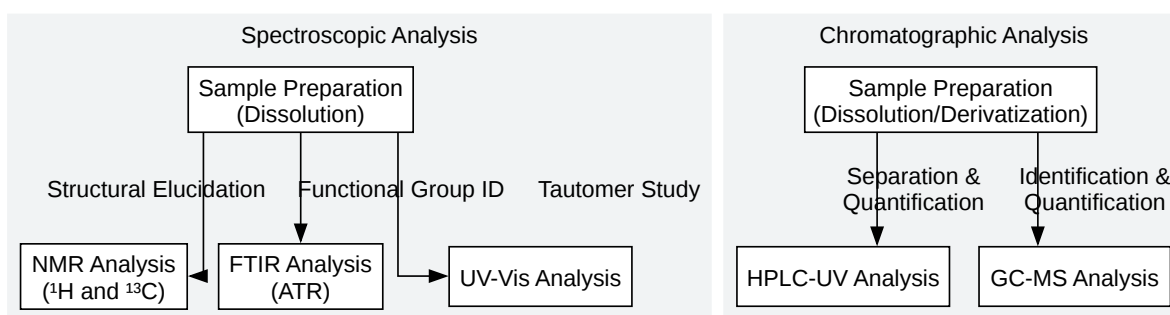 Spectroscopic Analysis
Sample Preparation
(Dissolution)
Structural Elucidation
Functional Group ID
Tautomer Study
NMR Analysis
(¹H and ¹³C)
FTIR Analysis
(ATR)
UV-Vis Analysis
Chromatographic Analysis
Sample Preparation
(Dissolution/Derivatization)
Separation &
Quantification
Identification &
Quantification
HPLC-UV Analysis
GC-MS Analysis